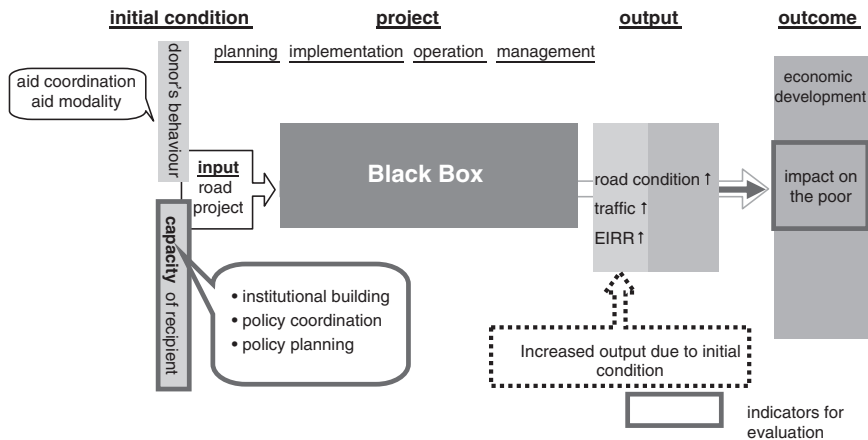 initial condition
project
output
outcome
planning
implementation
operation
management
aid coordination
aid modality
donor's behaviour
input
road
project
Black Box
road condition ↑
traffic ↑
EIRR ↑
economic
development
impact on
the poor
capacity of recipient
• institutional building
• policy coordination
• policy planning
Increased output due to initial
condition
indicators for
evaluation